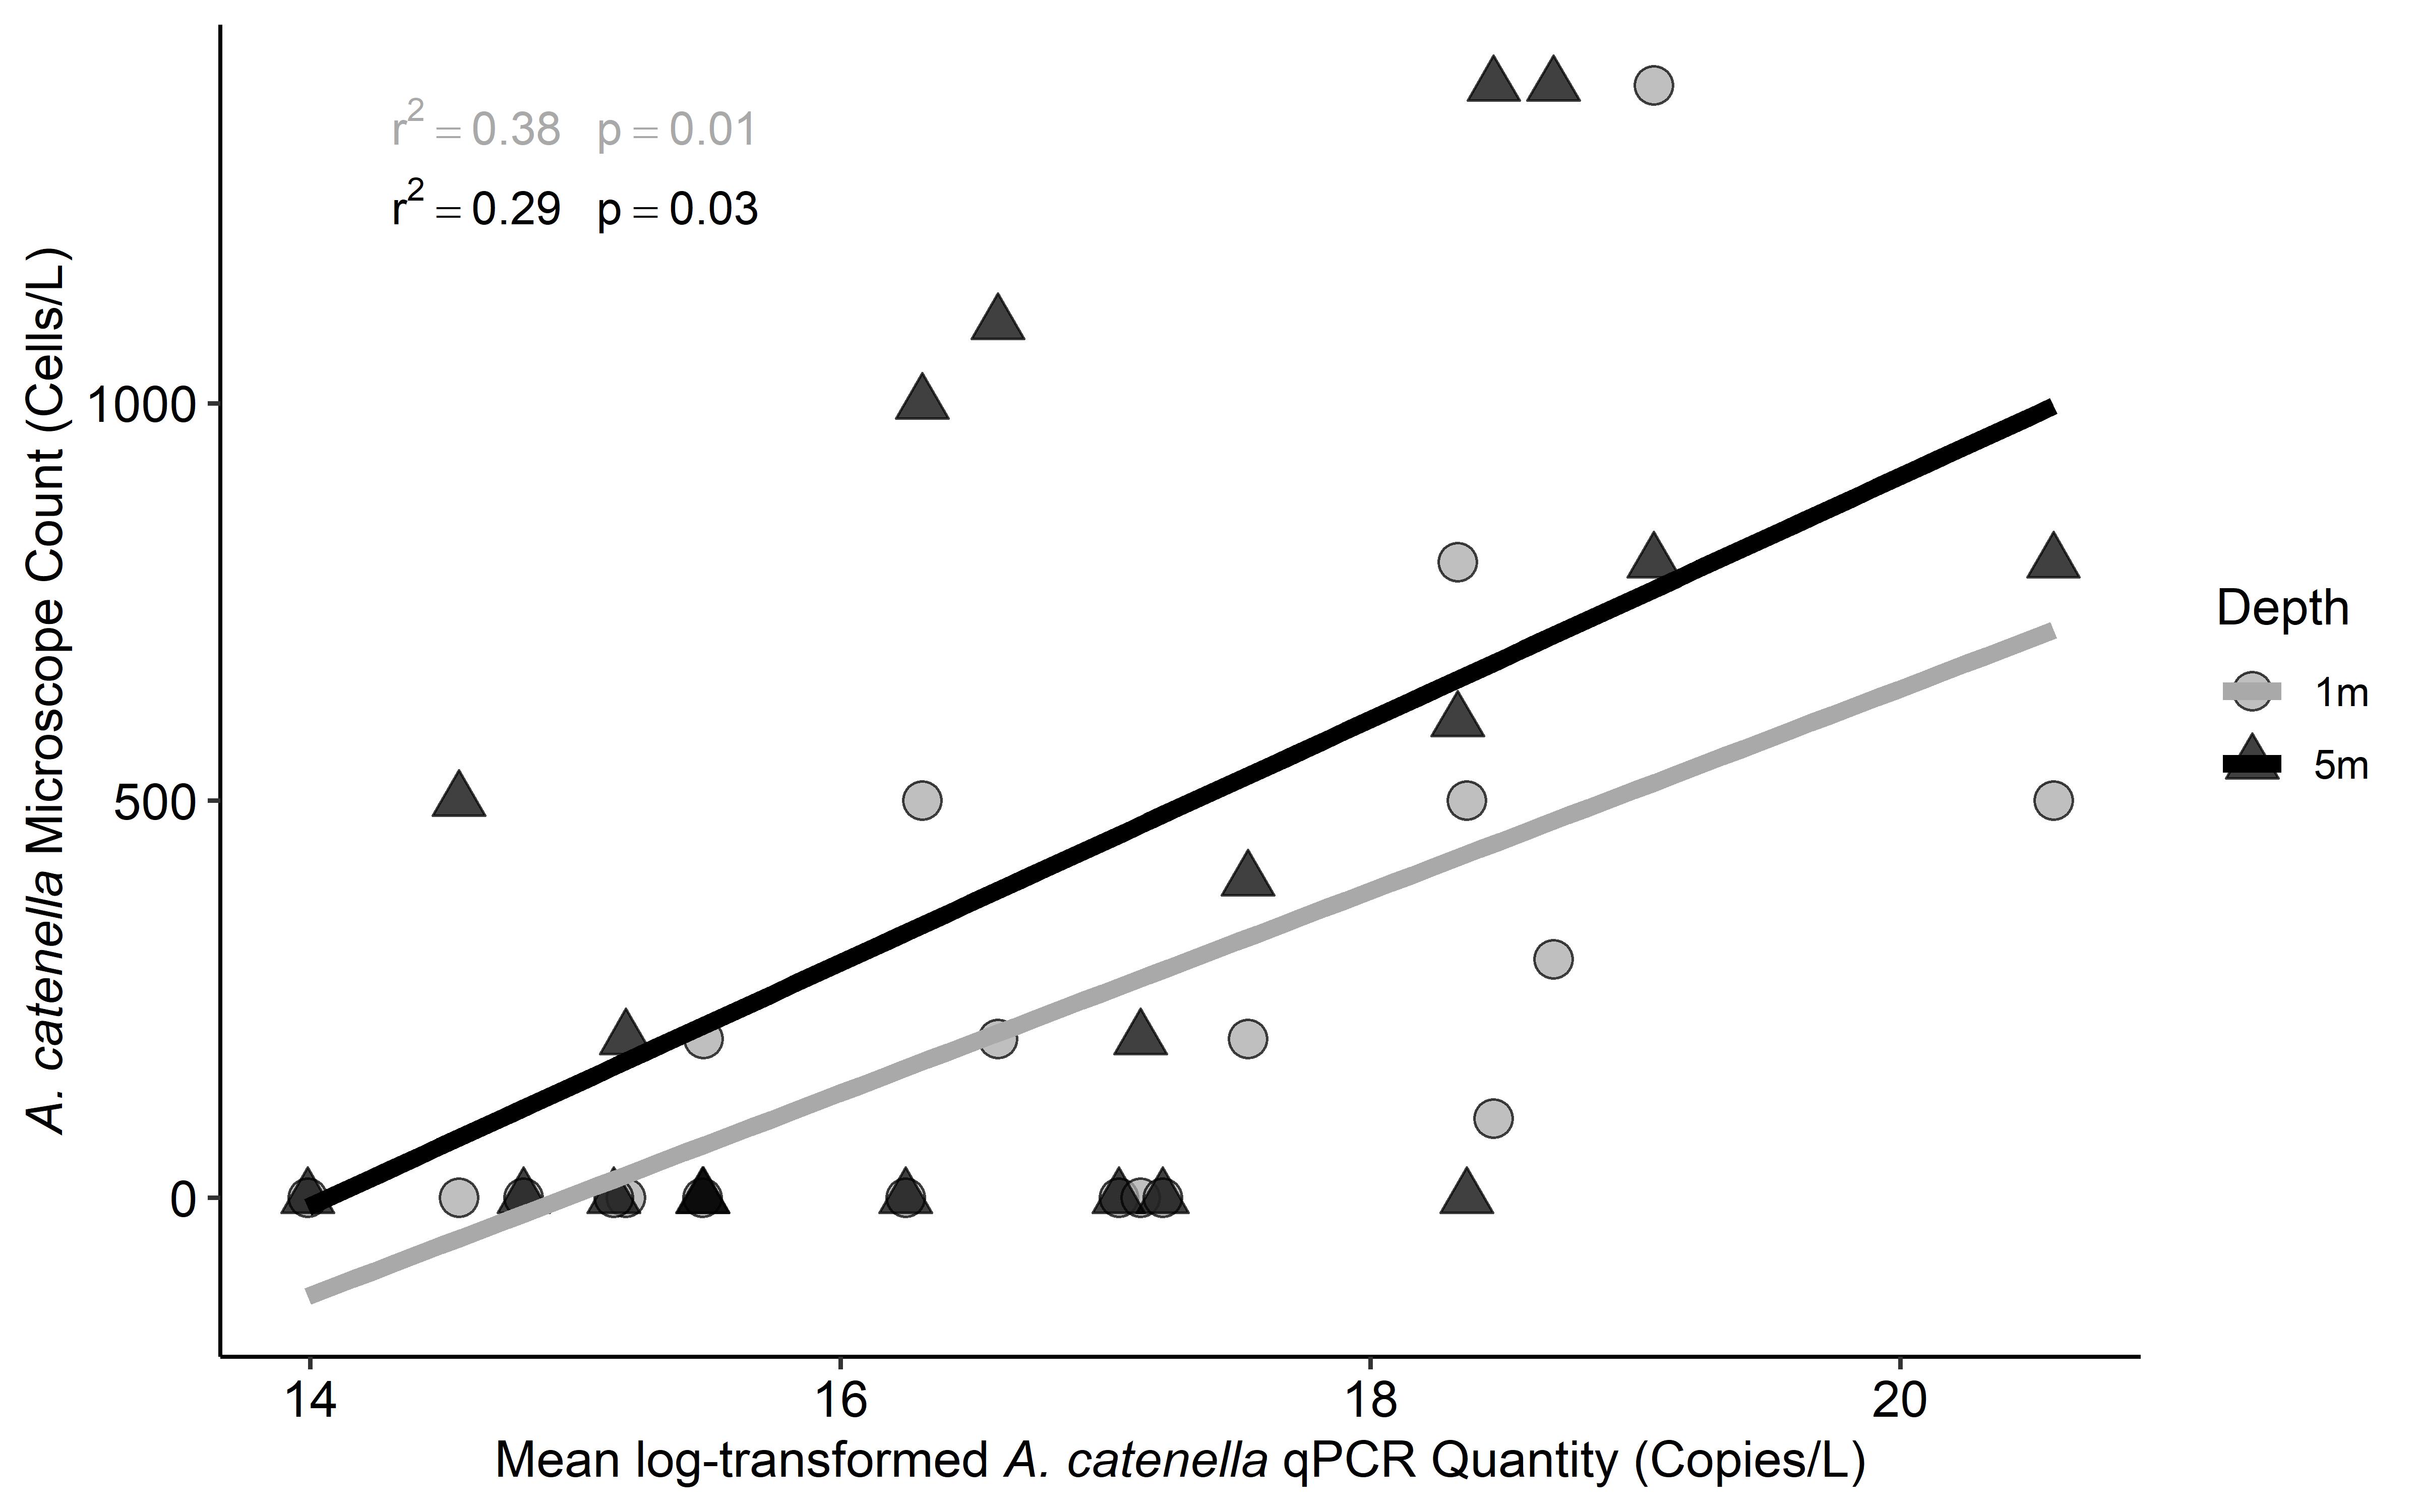 r² = 0.38 p = 0.01
r² = 0.29 p = 0.03
A. catenella Microscope Count (Cells/L)
1000
500
0
14 16 18 20
Mean log-transformed A. catenella qPCR Quantity (Copies/L)
Depth
1m
5m